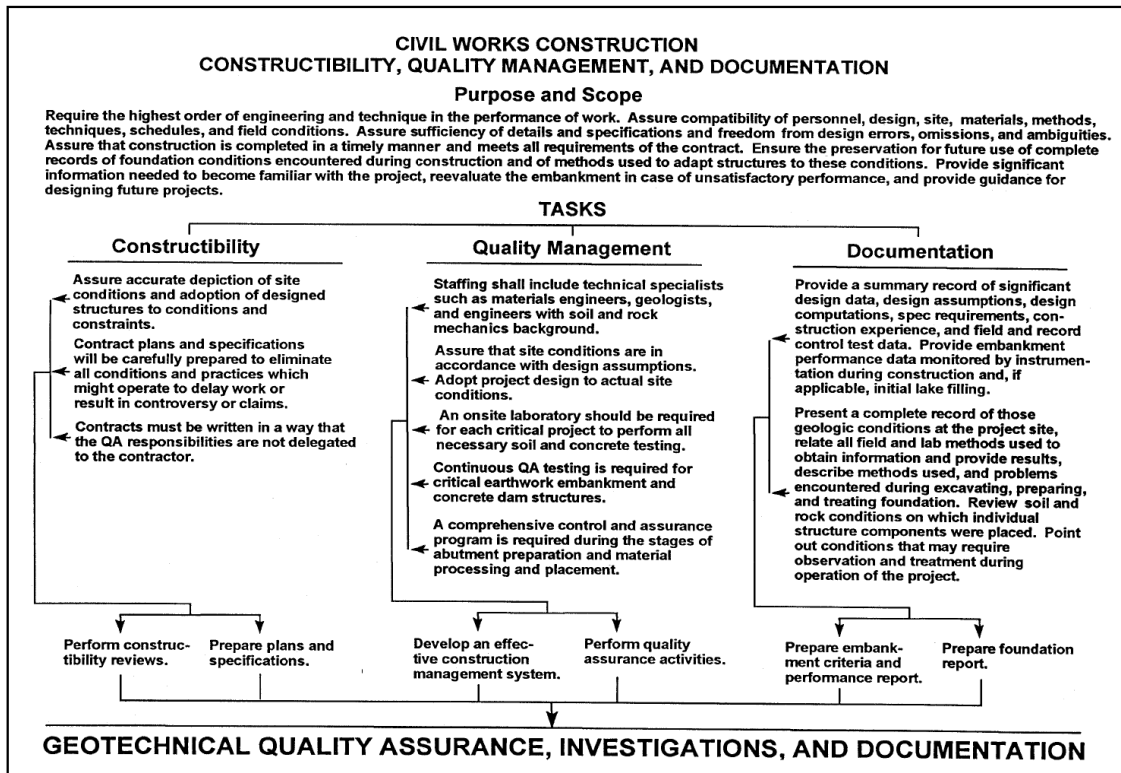 CIVIL WORKS CONSTRUCTION
CONSTRUCTIBILITY, QUALITY MANAGEMENT, AND DOCUMENTATION
Purpose and Scope
Require the highest order of engineering and technique in the performance of work. Assure compatibility of personnel, design, site, materials, methods,
techniques, schedules, and field conditions. Assure sufficiency of details and specifications and freedom from design errors, omissions, and ambiguities.
Assure that construction is completed in a timely manner and meets all requirements of the contract. Ensure the preservation for future use of complete
records of foundation conditions encountered during construction and of methods used to adapt structures to these conditions. Provide significant
information needed to become familiar with the project, reevaluate the embankment in case of unsatisfactory performance, and provide guidance for
designing future projects.
TASKS
Constructibility
Assure accurate depiction of site
conditions and adoption of designed
structures to conditions and
constraints.
Contract plans and specifications
will be carefully prepared to eliminate
all conditions and practices which
might operate to delay work or
result in controversy or claims.
Contracts must be written in a way that
the QA responsibilities are not delegated
to the contractor.
Perform construc-
tibility reviews.
Prepare plans and
specifications.
Quality Management
Staffing shall include technical specialists
such as materials engineers, geologists,
and engineers with soil and rock
mechanics background.
Assure that site conditions are in
accordance with design assumptions.
Adopt project design to actual site
conditions.
An onsite laboratory should be required
for each critical project to perform all
necessary soil and concrete testing.
Continuous QA testing is required for
critical earthwork embankment and
concrete dam structures.
A comprehensive control and assurance
program is required during the stages of
abutment preparation and material
processing and placement.
Develop an effec-
tive construction
management system.
Perform quality
assurance activities.
Documentation
Provide a summary record of significant
design data, design assumptions, design
computations, spec requirements, con-
struction experience, and field and record
control test data. Provide embankment
performance data monitored by instrumen-
tation during construction and, if
applicable, initial lake filling.
Present a complete record of those
geologic conditions at the project site,
relate all field and lab methods used to
obtain information and provide results,
describe methods used, and problems
encountered during excavating, preparing,
and treating foundation. Review soil and
rock conditions on which individual
structure components were placed. Point
out conditions that may require
observation and treatment during
operation of the project.
Prepare embank-
ment criteria and
performance report.
Prepare foundation
report.
GEOTECHNICAL QUALITY ASSURANCE, INVESTIGATIONS, AND DOCUMENTATION